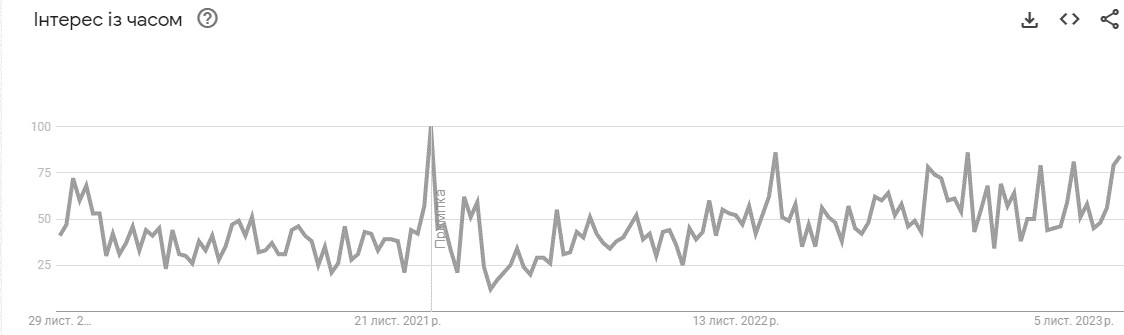 Інтерес із часом
100
75
50
25
Примітка
29 лист. 2...
21 лист. 2021 р.
13 лист. 2022 р.
5 лист. 2023 р.